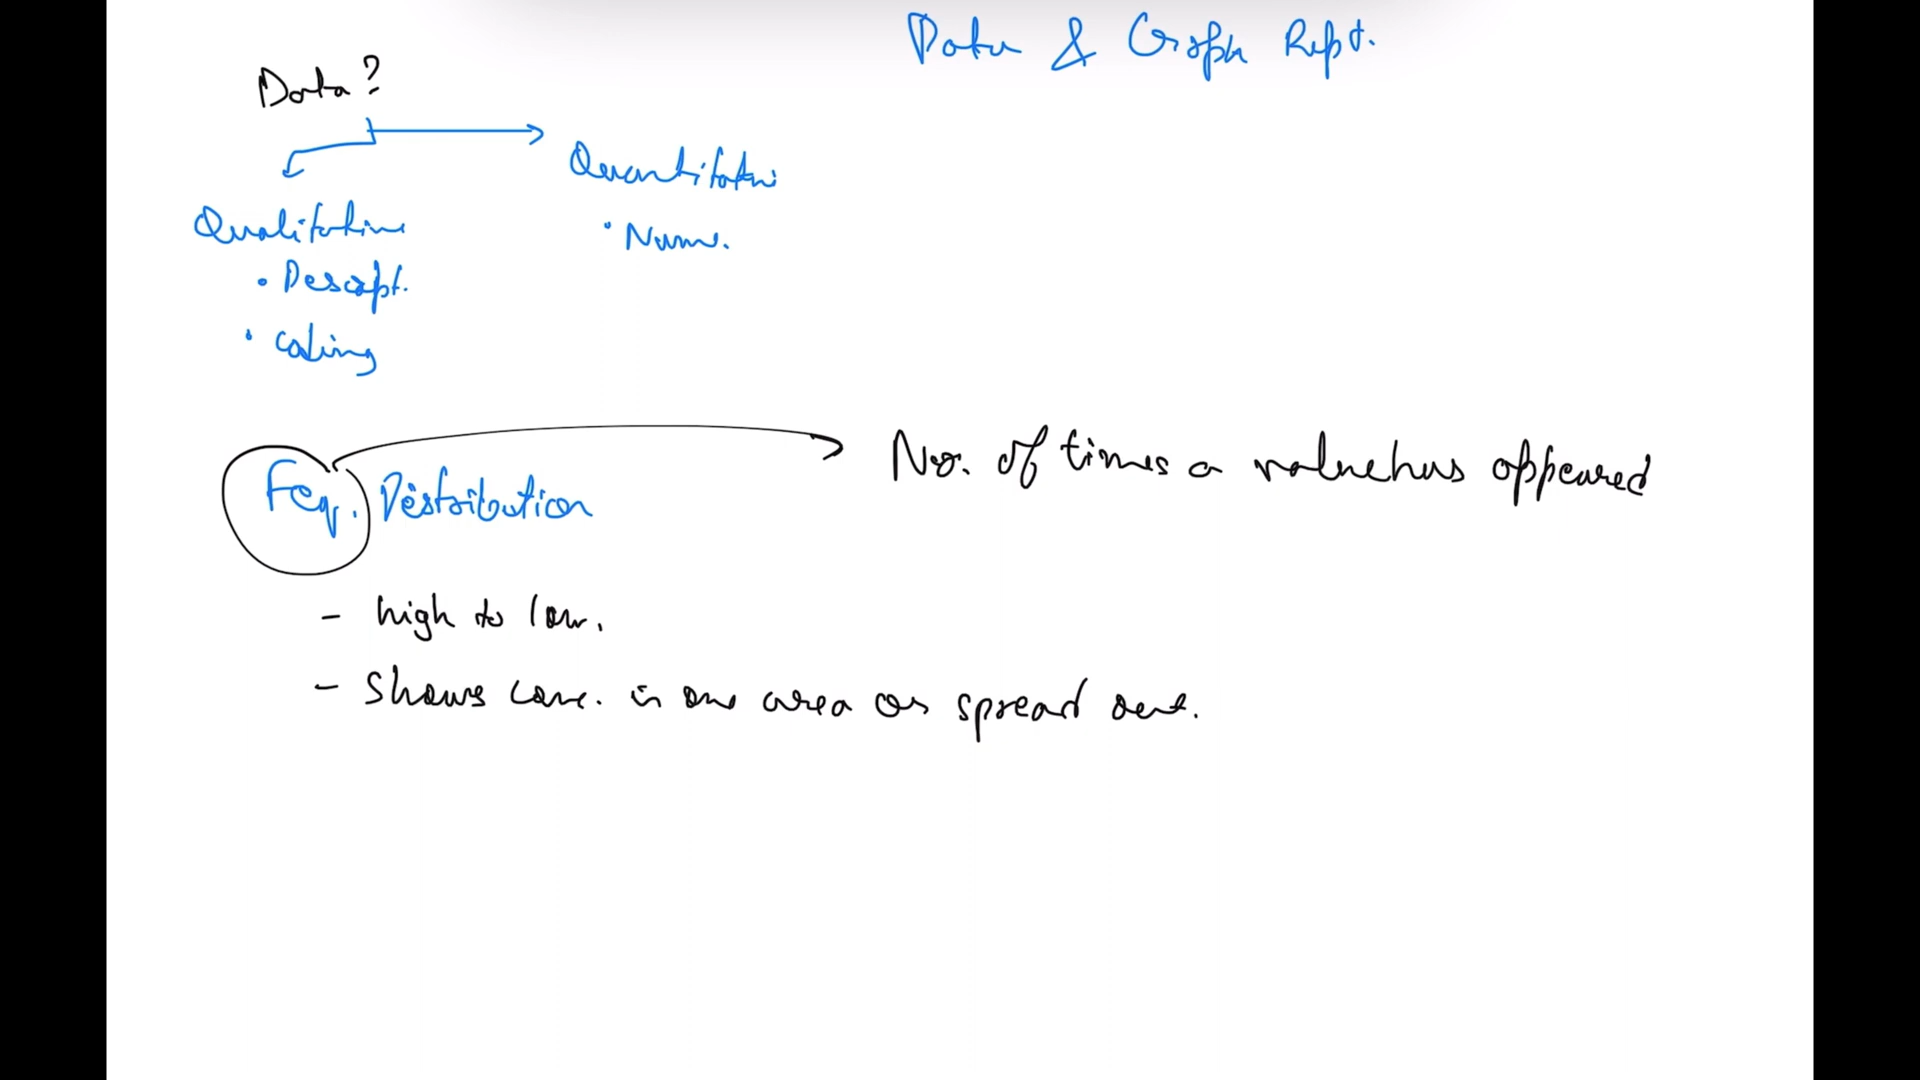 Data & Graph Rept.
Data?
Quantitative
• Num.
Qualitative
• Descript.
• Coding
Feq. Distribution
No. of times a value has appeared
- high to low.
- Shows conc. in one area or spread out.